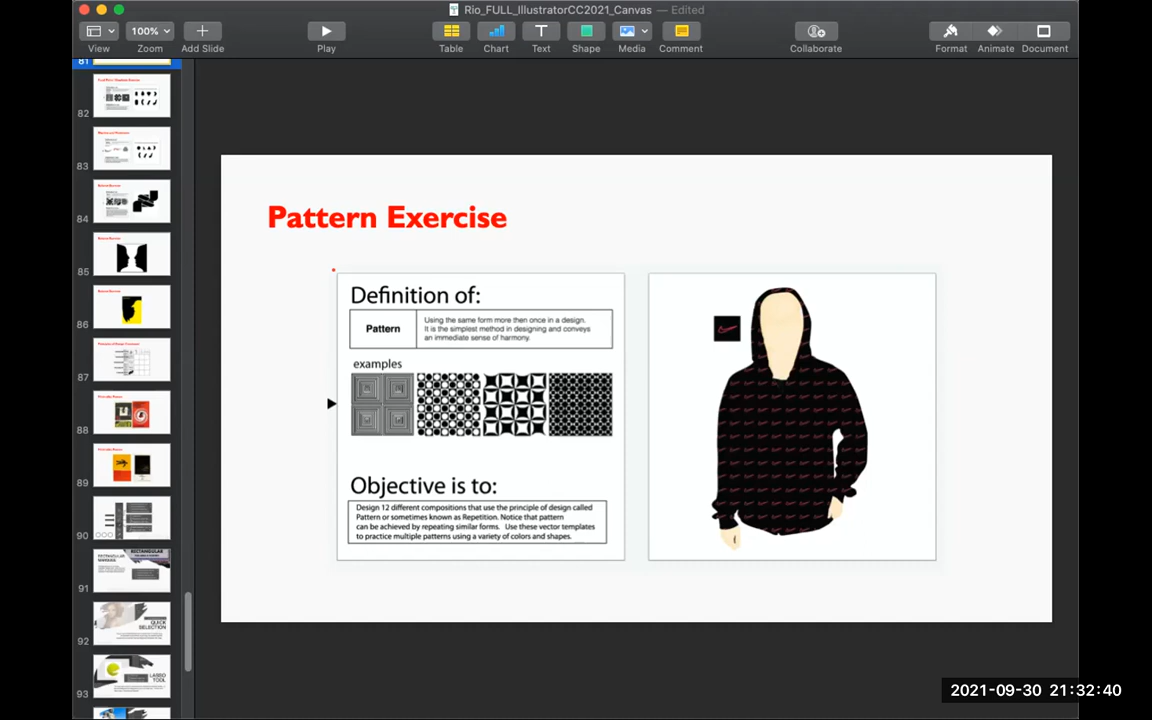 Rio_FULL_IllustratorCC2021_Canvas — Edited
100%
View Zoom Add Slide Play Table Chart Text Shape Media Comment Collaborate Format Animate Document
81
82
83
84
85
86
87
88
89
90
91
92
93
QUICK
SELECTION
LASSO
TOOL
Pattern Exercise
Definition of:
Pattern
Using the same form more then once in a design.
It is the simplest method in designing and conveys
an immediate sense of harmony.
examples
Objective is to:
Design 12 different compositions that use the principle of design called
Pattern or sometimes known as Repetition. Notice that pattern
can be achieved by repeating similar forms. Use these vector templates
to practice multiple patterns using a variety of colors and shapes.
2021-09-30 21:32:40